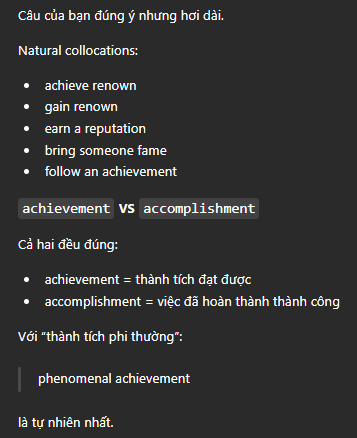 Câu của bạn đúng ý nhưng hơi dài.
Natural collocations:
• achieve renown
• gain renown
• earn a reputation
• bring someone fame
• follow an achievement
achievement vs accomplishment
Cả hai đều đúng:
• achievement = thành tích đạt được
• accomplishment = việc đã hoàn thành thành công
Với “thành tích phi thường”:
phenomenal achievement
là tự nhiên nhất.